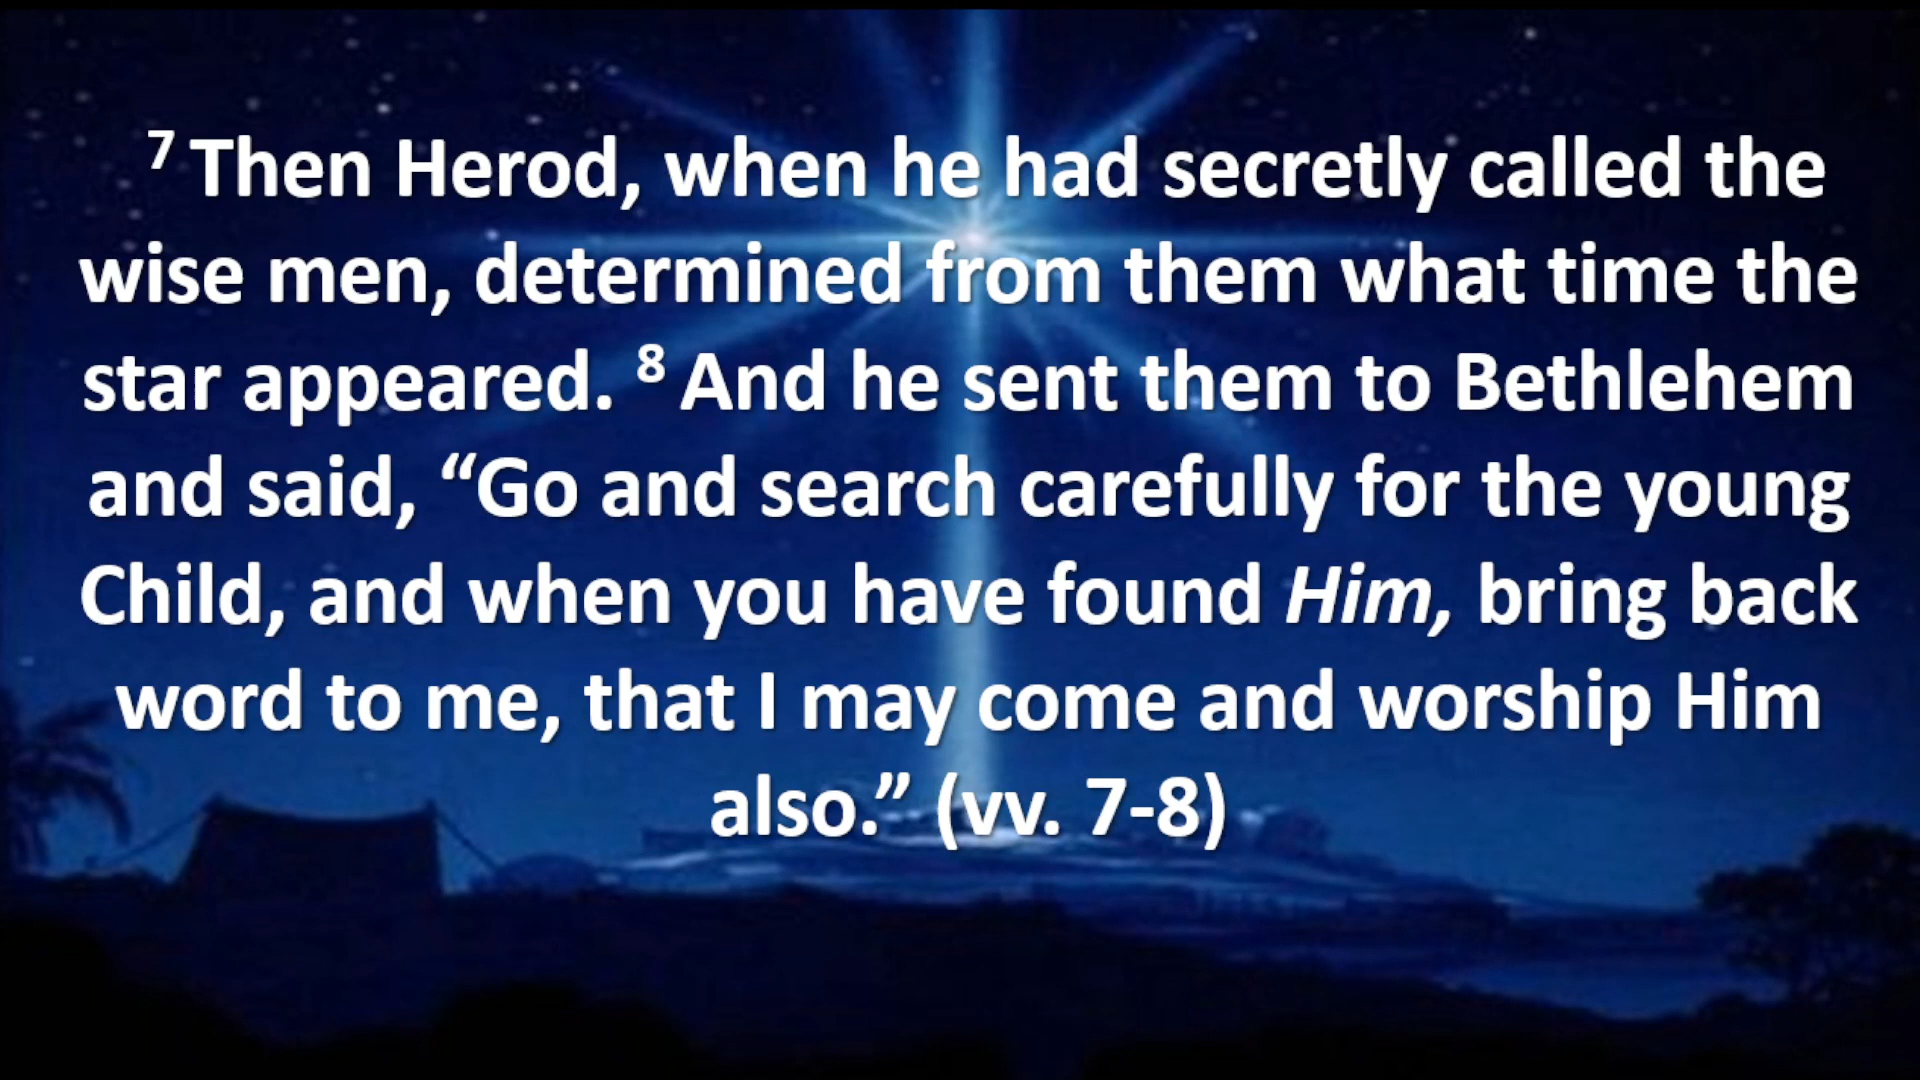 7 Then Herod, when he had secretly called the
wise men, determined from them what time the
star appeared. 8 And he sent them to Bethlehem
and said, “Go and search carefully for the young
Child, and when you have found Him, bring back
word to me, that I may come and worship Him
also.” (vv. 7-8)